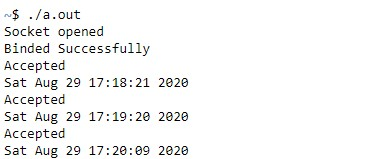 ~$ ./a.out
Socket opened
Binded Successfully
Accepted
Sat Aug 29 17:18:21 2020
Accepted
Sat Aug 29 17:19:20 2020
Accepted
Sat Aug 29 17:20:09 2020